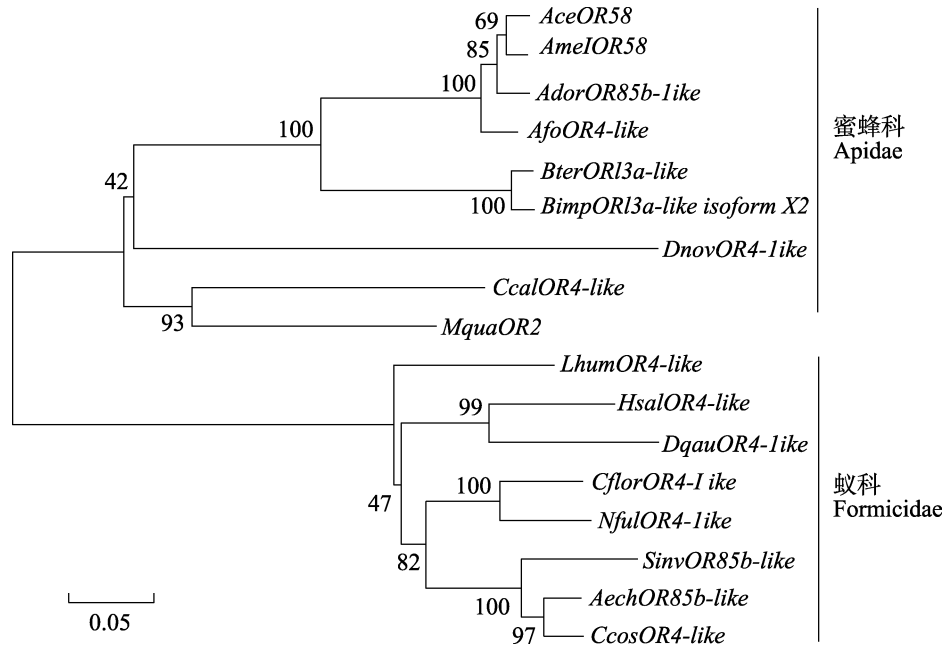 69
AceOR58
AmeIOR58
85
AdorOR85b-1ike
100
AfoOR4-like
100
BterORl3a-like
100
BimpORl3a-like isoform X2
42
DnovOR4-1ike
CcalOR4-like
93
MquaOR2
蜜蜂科
Apidae
LhumOR4-like
99
HsalOR4-like
DqauOR4-1ike
47
100
CflorOR4-I ike
NfulOR4-1ike
82
SinvOR85b-like
100
AechOR85b-like
97
CcosOR4-like
蚁科
Formicidae
0.05